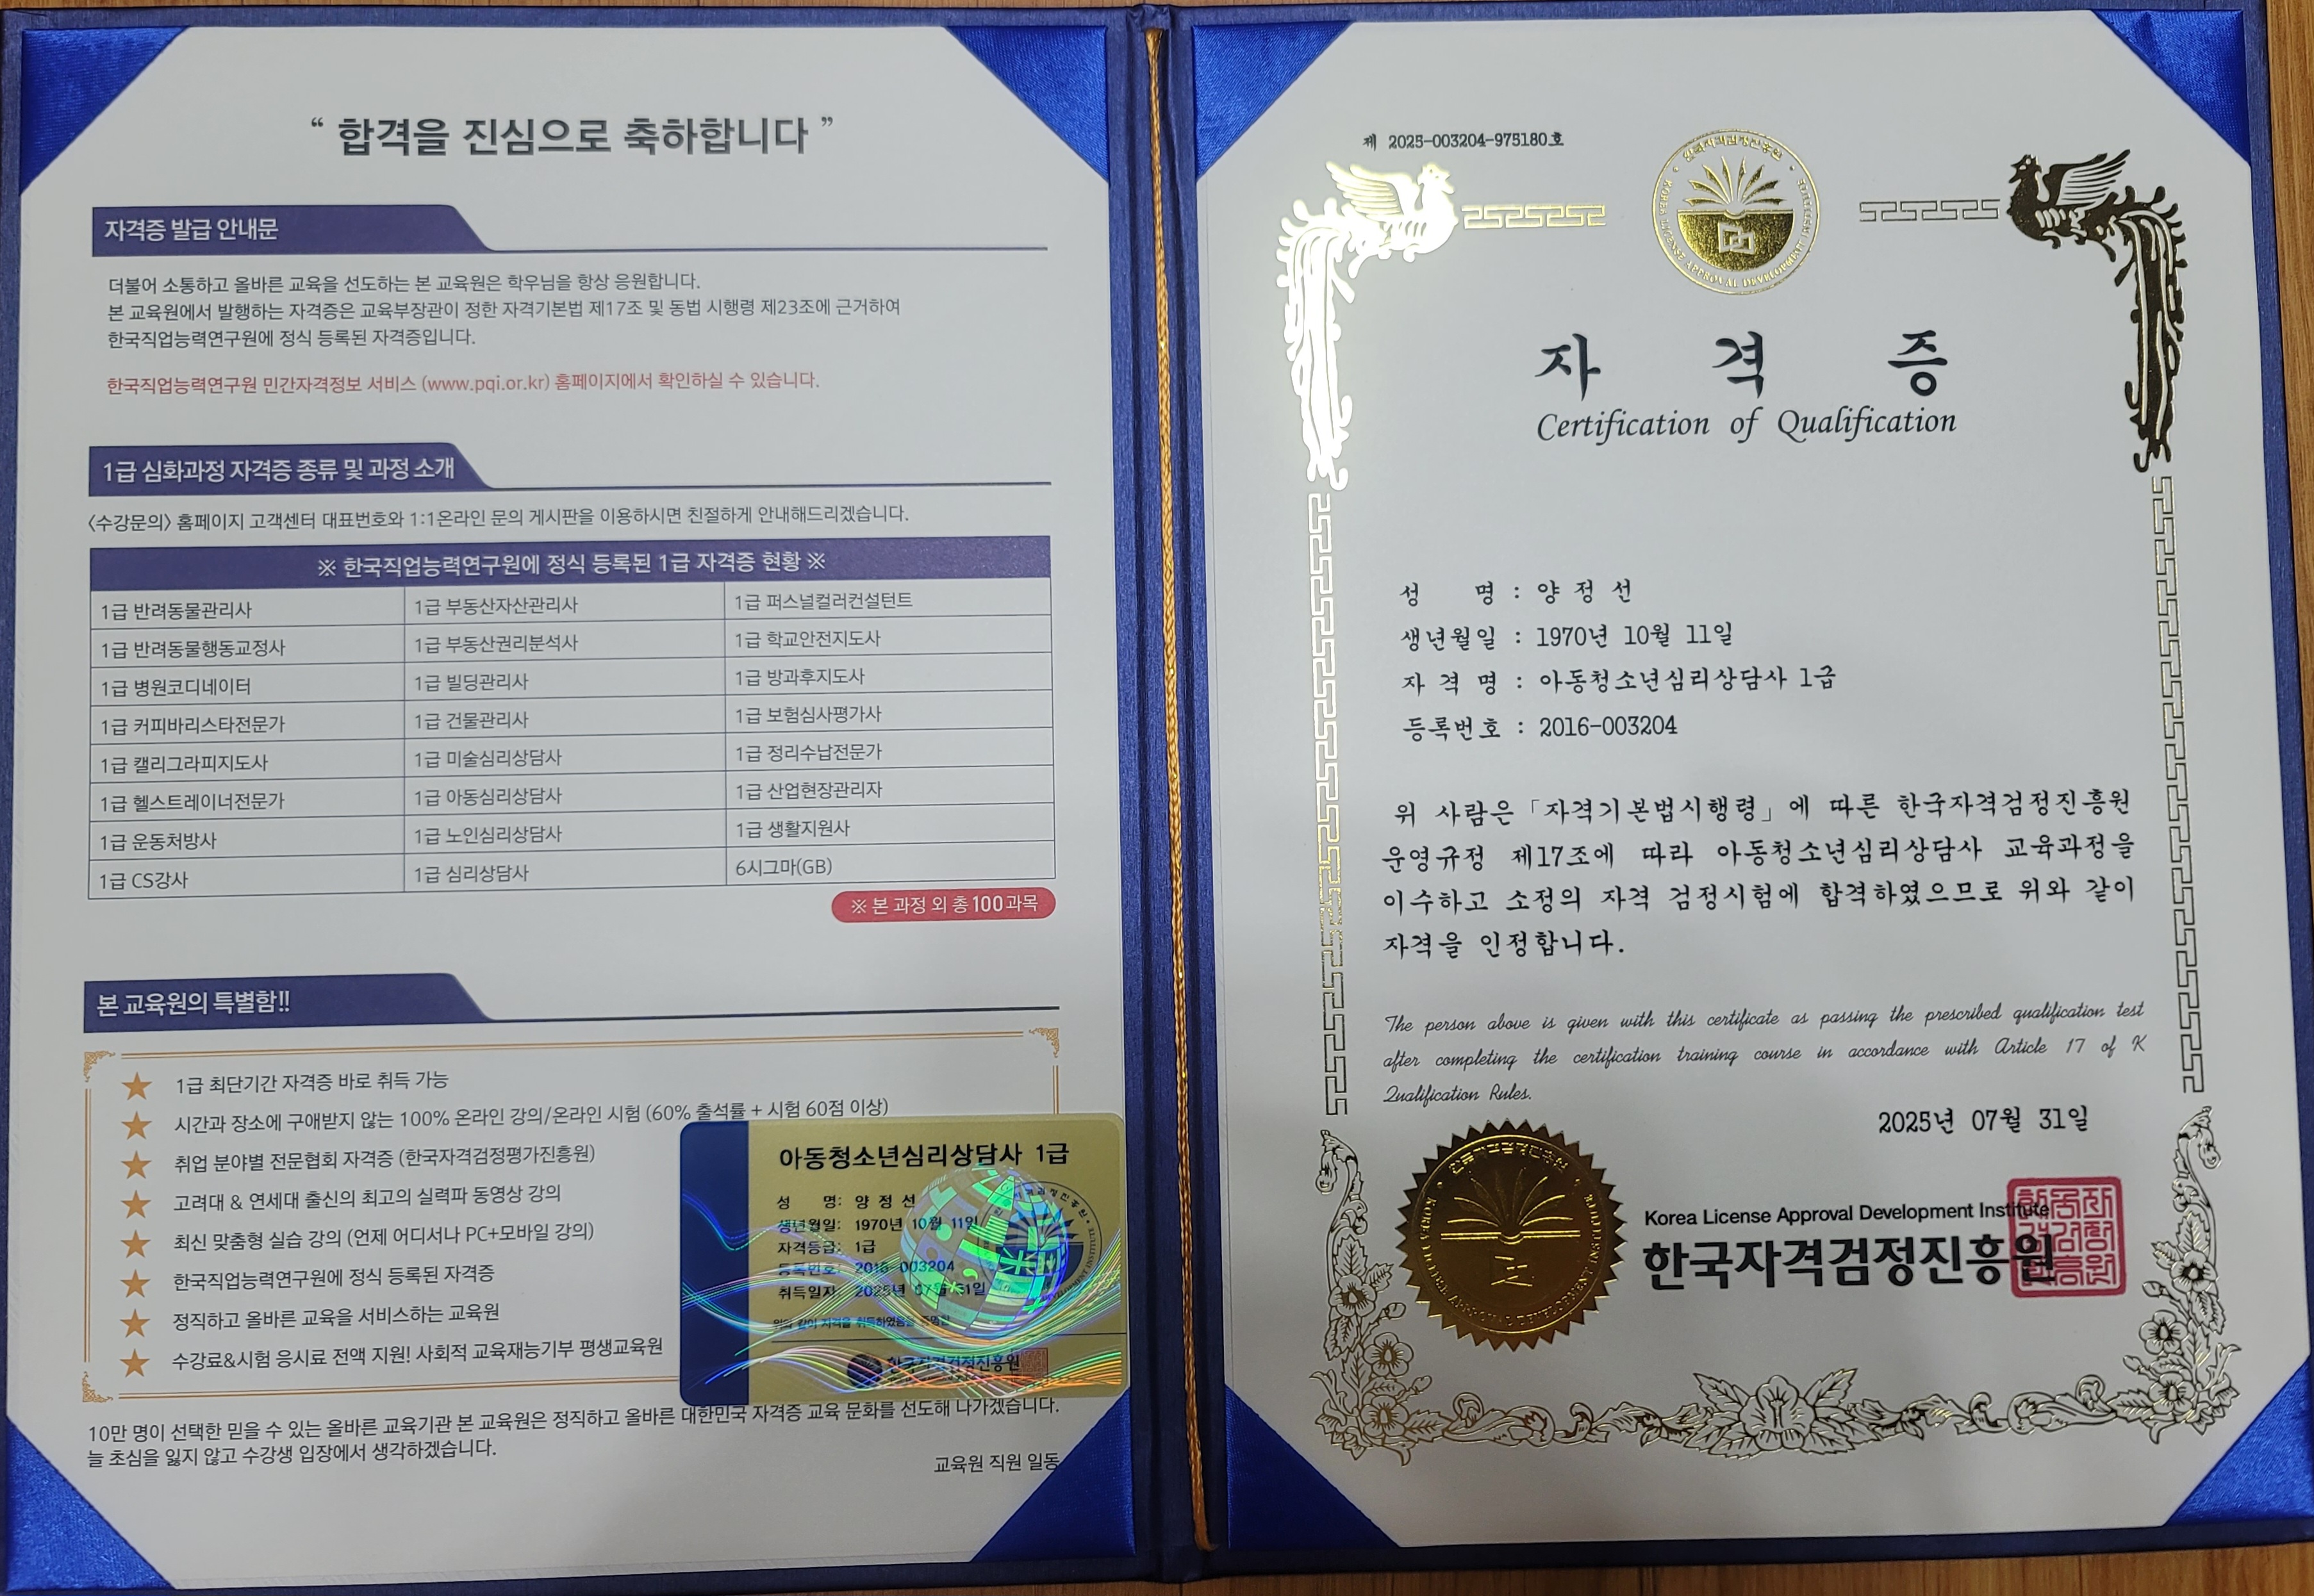 “ 합격을 진심으로 축하합니다 ”
자격증 발급 안내문
더불어 소통하고 올바른 교육을 선도하는 본 교육원은 학우님을 항상 응원합니다.
본 교육원에서 발행하는 자격증은 교육부장관이 정한 자격기본법 제17조 및 동법 시행령 제23조에 근거하여
한국직업능력연구원에 정식 등록된 자격증입니다.
한국직업능력연구원 민간자격정보 서비스 (www.pqi.or.kr) 홈페이지에서 확인하실 수 있습니다.
1급 심화과정 자격증 종류 및 과정 소개
〈수강문의〉 홈페이지 고객센터 대표번호와 1:1온라인 문의 게시판을 이용하시면 친절하게 안내해드리겠습니다.
※ 한국직업능력연구원에 정식 등록된 1급 자격증 현황 ※
1급 반려동물관리사 1급 부동산자산관리사 1급 퍼스널컬러컨설턴트
1급 반려동물행동교정사 1급 부동산권리분석사 1급 학교안전지도사
1급 병원코디네이터 1급 빌딩관리사 1급 방과후지도사
1급 커피바리스타전문가 1급 건물관리사 1급 보험심사평가사
1급 캘리그라피지도사 1급 미술심리상담사 1급 정리수납전문가
1급 헬스트레이너전문가 1급 아동심리상담사 1급 산업현장관리자
1급 운동처방사 1급 노인심리상담사 1급 생활지원사
1급 CS강사 1급 심리상담사 6시그마(GB)
※ 본 과정 외 총 100과목
본 교육원의 특별함!!
★ 1급 최단기간 자격증 바로 취득 가능
★ 시간과 장소에 구애받지 않는 100% 온라인 강의/온라인 시험 (60% 출석률 + 시험 60점 이상)
★ 취업 분야별 전문협회 자격증 (한국자격검정평가진흥원)
★ 고려대 & 연세대 출신의 최고의 실력파 동영상 강의
★ 최신 맞춤형 실습 강의 (언제 어디서나 PC+모바일 강의)
★ 한국직업능력연구원에 정식 등록된 자격증
★ 정직하고 올바른 교육을 서비스하는 교육원
★ 수강료&시험 응시료 전액 지원! 사회적 교육재능기부 평생교육원
10만 명이 선택한 믿을 수 있는 올바른 교육기관 본 교육원은 정직하고 올바른 대한민국 자격증 교육 문화를 선도해 나가겠습니다.
늘 초심을 잃지 않고 수강생 입장에서 생각하겠습니다.
교육원 직원 일동
아동청소년심리상담사 1급
성 명: 양 정 선
생년월일: 1970년 10월 11일
자격등급: 1급
등록번호: 2016-003204
취득일자: 2025년 07월 31일
위와 같이 자격을 취득하였음을
한국자격검정진흥원
제 2025-003204-975180호
한국자격검정진흥원
KOREA LICENSE APPROVAL DEVELOPMENT INSTITUTE
자 격 증
Certification of Qualification
성 명 : 양 정 선
생년월일 : 1970년 10월 11일
자 격 명 : 아동청소년심리상담사 1급
등록번호 : 2016-003204
위 사람은「자격기본법시행령」에 따른 한국자격검정진흥원
운영규정 제17조에 따라 아동청소년심리상담사 교육과정을
이수하고 소정의 자격 검정시험에 합격하였으므로 위와 같이
자격을 인정합니다.
The person above is given with this certificate as passing the prescribed qualification test
after completing the certification training course in accordance with Article 17 of K
Qualification Rules.
2025년 07월 31일
Korea License Approval Development Institute
한국자격검정진흥원